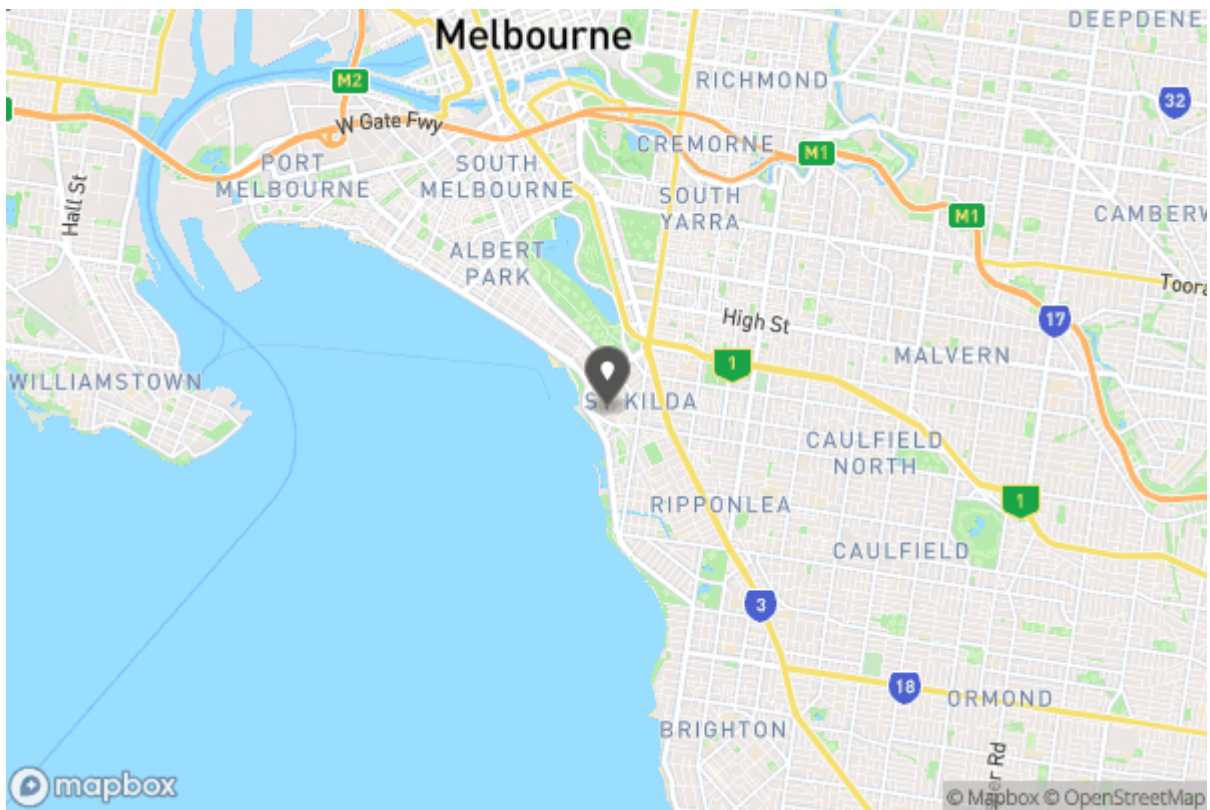 Melbourne
DEEPDENE
RICHMOND
M2
32
W Gate Fwy
CREMORNE
M1
PORT
MELBOURNE
SOUTH
MELBOURNE
Hall St
SOUTH
YARRA
M1
CAMBERW
ALBERT
PARK
Toora
High St
17
MALVERN
1
WILLIAMSTOWN
KILDA
CAULFIELD
NORTH
RIPPONLEA
1
CAULFIELD
3
18
ORMOND
BRIGHTON
mapbox
© Mapbox © OpenStreetMap